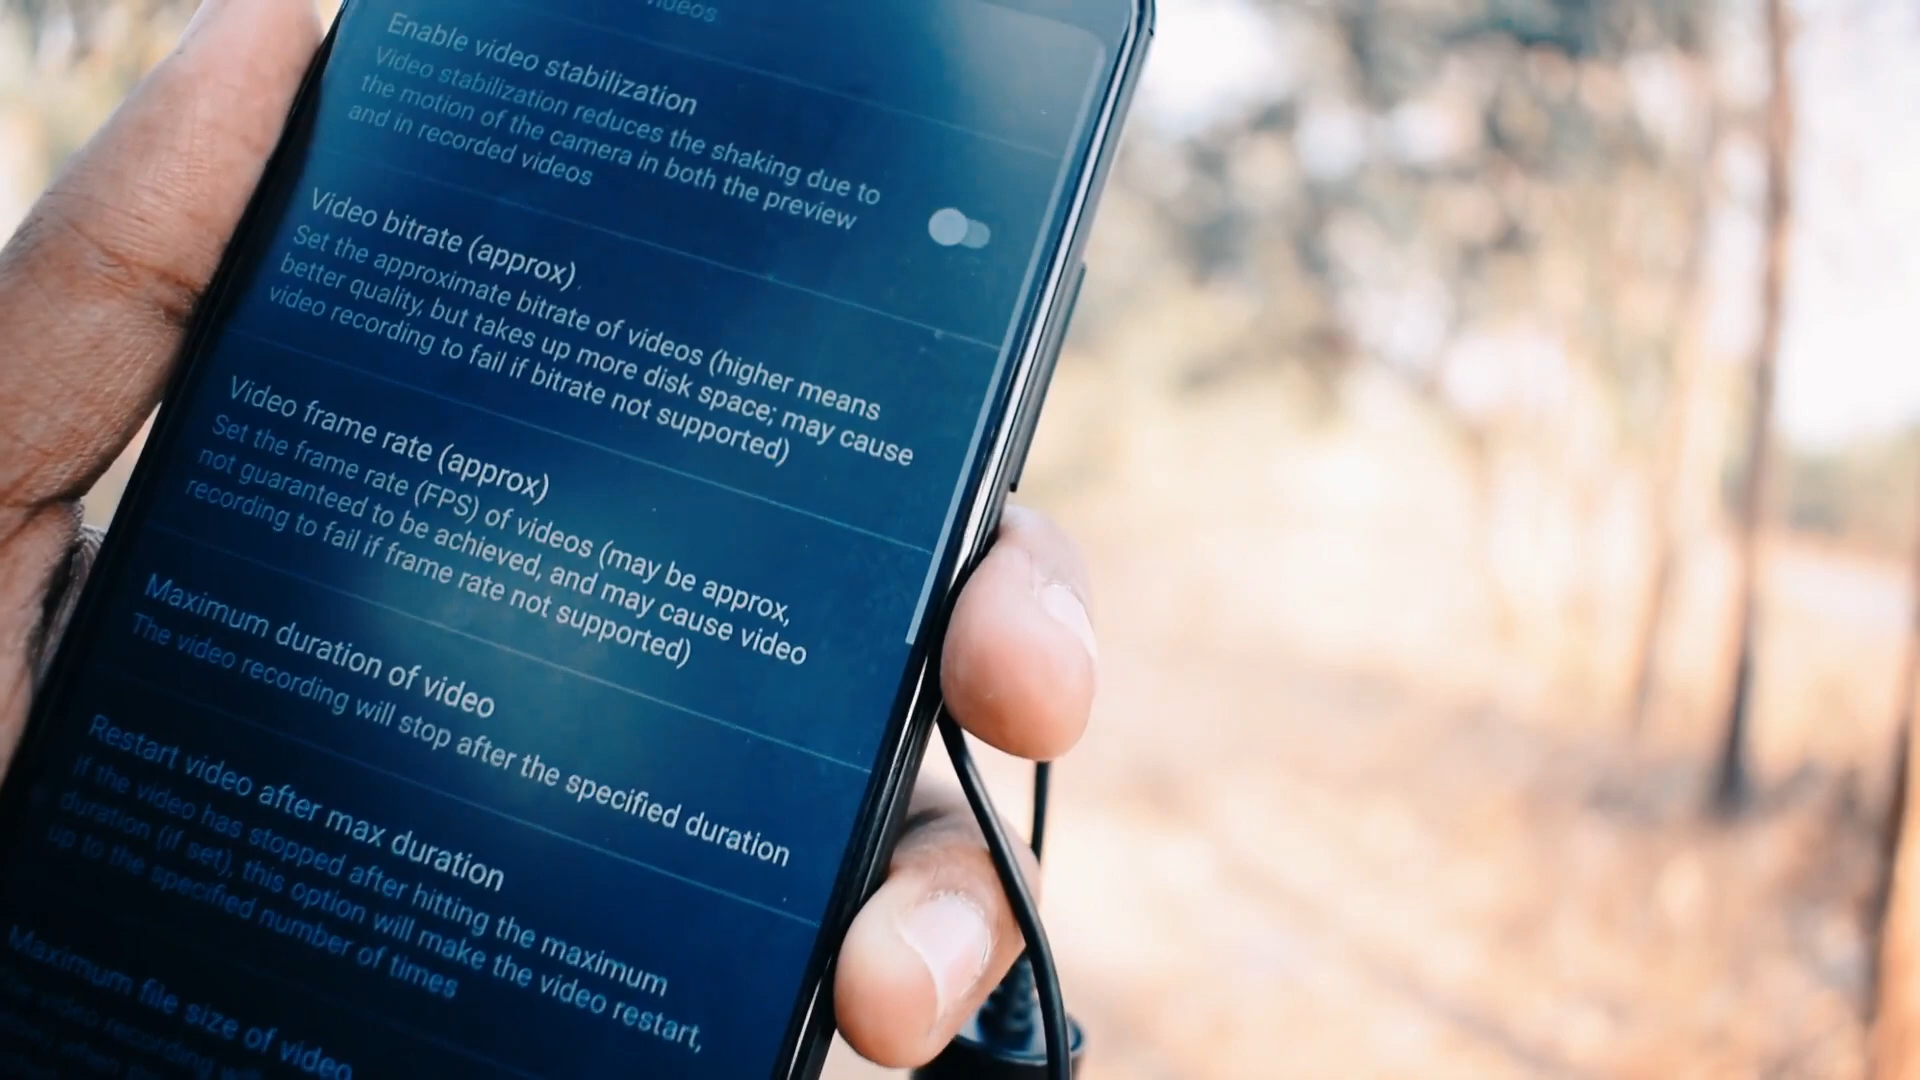 videos
Enable video stabilization
Video stabilization reduces the shaking due to
the motion of the camera in both the preview
and in recorded videos
Video bitrate (approx)
Set the approximate bitrate of videos (higher means
better quality, but takes up more disk space; may cause
video recording to fail if bitrate not supported)
Video frame rate (approx)
Set the frame rate (FPS) of videos (may be approx,
not guaranteed to be achieved, and may cause video
recording to fail if frame rate not supported)
Maximum duration of video
The video recording will stop after the specified duration
Restart video after max duration
If the video has stopped after hitting the maximum
duration (if set), this option will make the video restart,
up to the specified number of times
Maximum file size of video
video recording